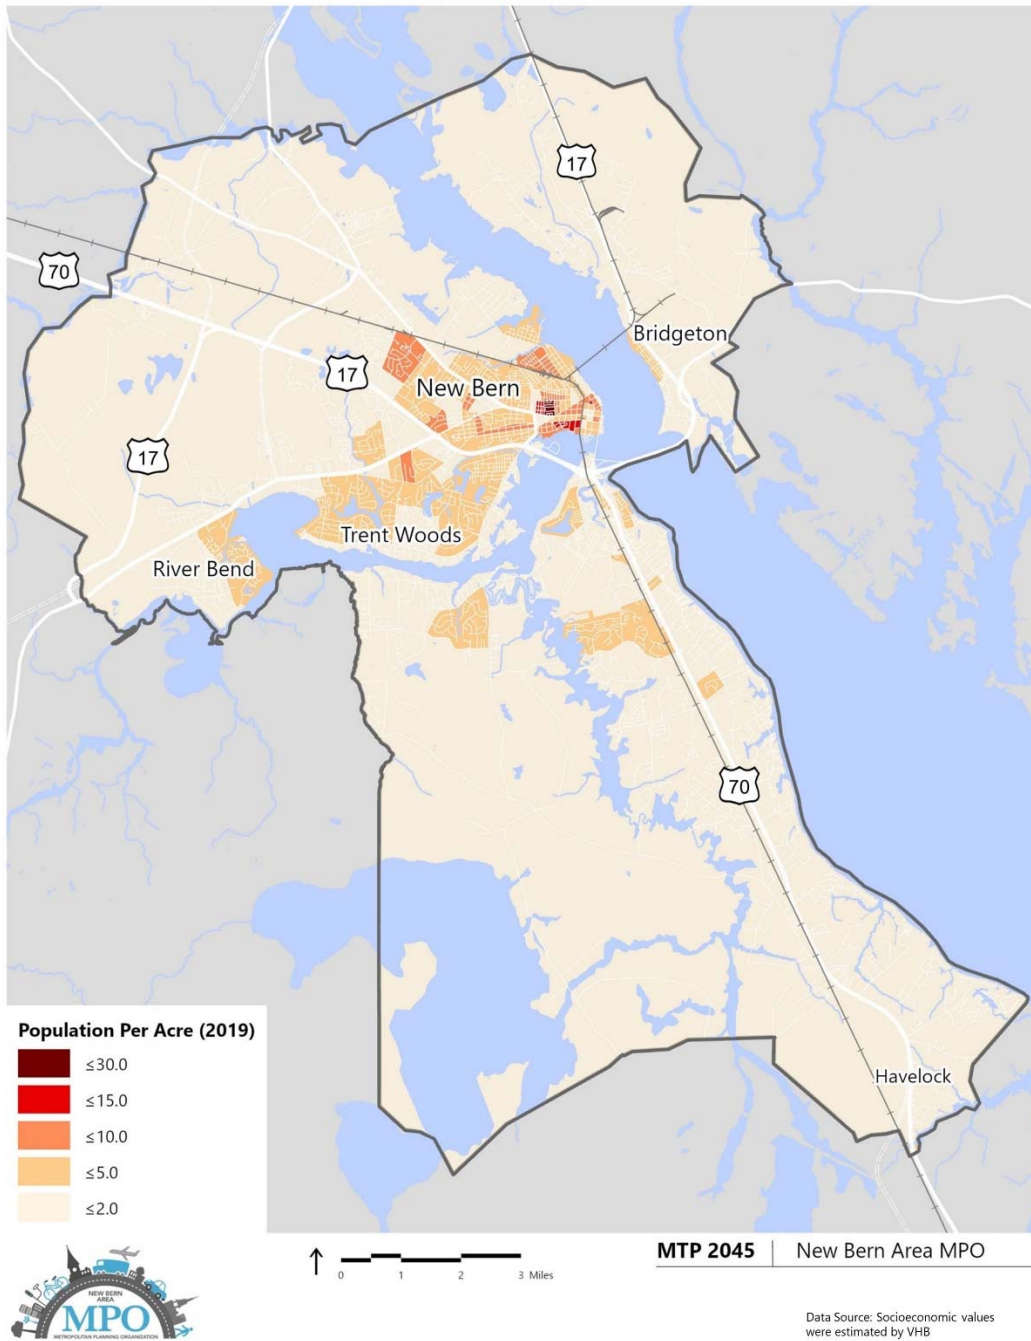 17
70
Bridgeton
17
New Bern
17
Trent Woods
River Bend
70
Population Per Acre (2019)
≤30.0
≤15.0
≤10.0
≤5.0
≤2.0
Havelock
0 1 2 3 Miles
MTP 2045 New Bern Area MPO
NEW BERN
AREA
MPO
METROPOLITAN PLANNING ORGANIZATION
Data Source: Socioeconomic values
were estimated by VHB